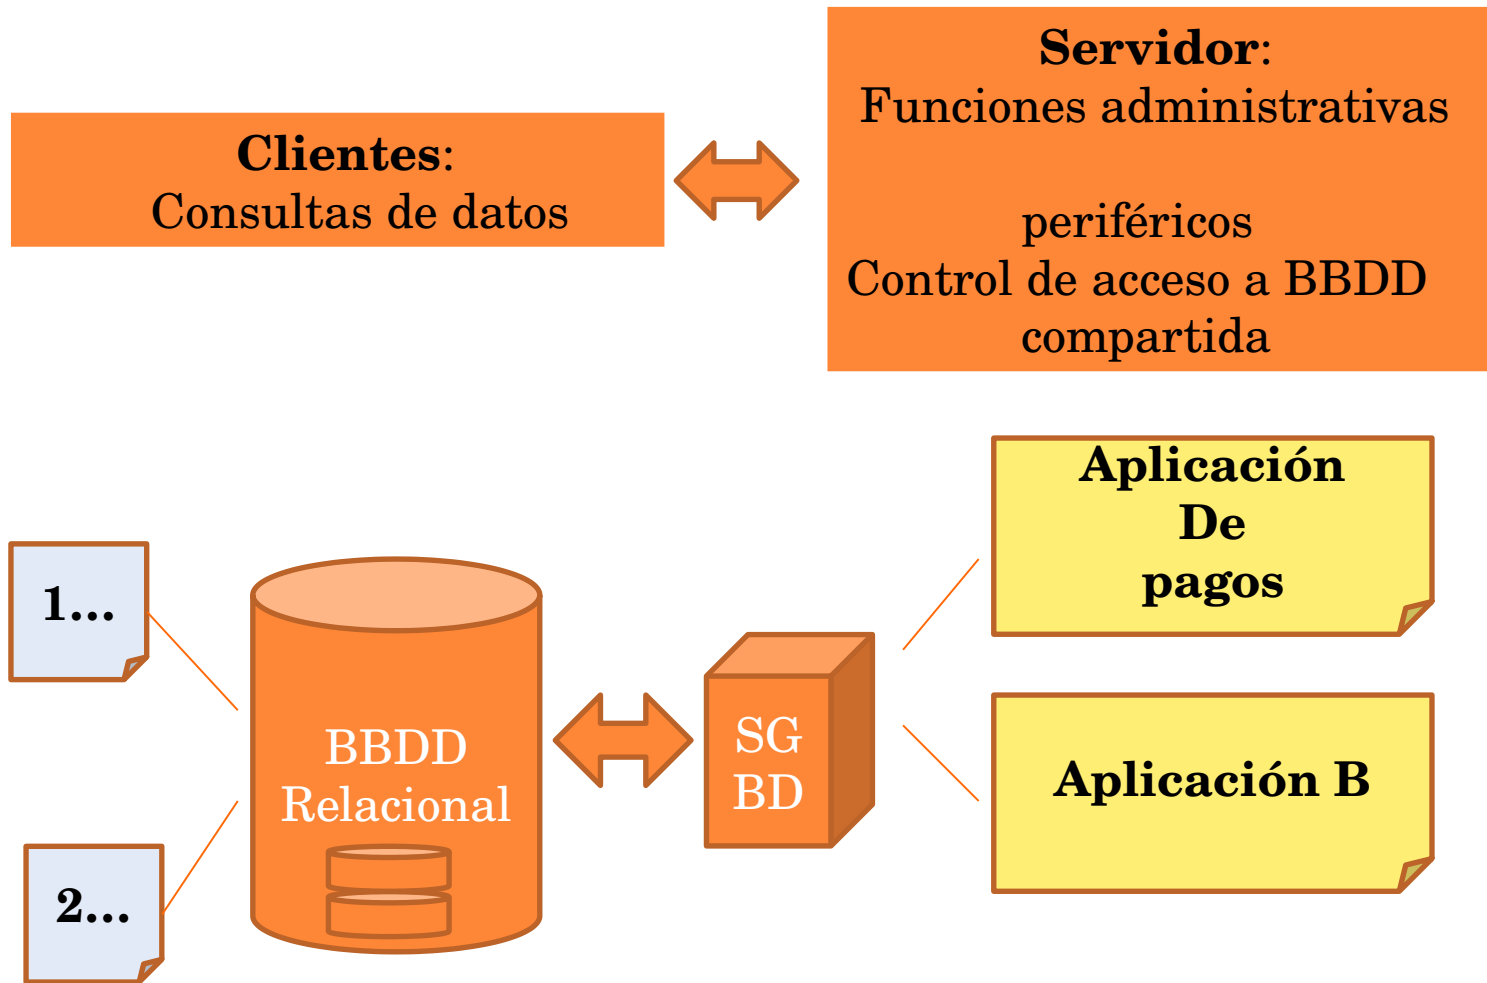 Clientes:
Consultas de datos
Servidor:
Funciones administrativas
periféricos
Control de acceso a BBDD
compartida
1...
2...
BBDD
Relacional
SG
BD
Aplicación
De
pagos
Aplicación B